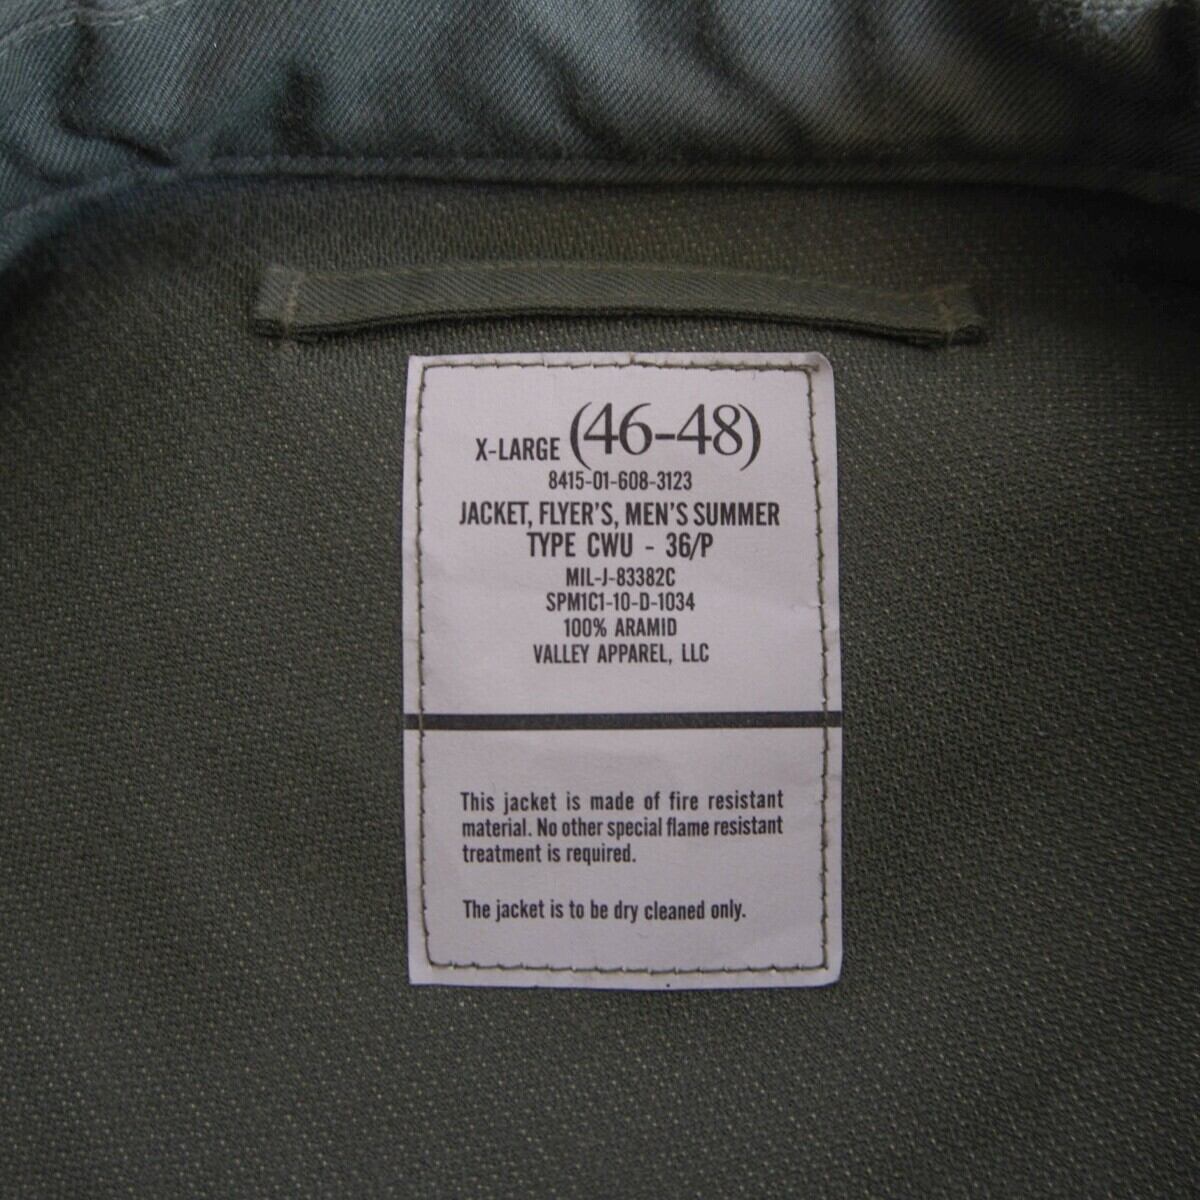 X-LARGE (46-48)
8415-01-608-3123
JACKET, FLYER'S, MEN'S SUMMER
TYPE CWU - 36/P
MIL-J-83382C
SPM1C1-10-D-1034
100% ARAMID
VALLEY APPAREL, LLC
This jacket is made of fire resistant
material. No other special flame resistant
treatment is required.
The jacket is to be dry cleaned only.